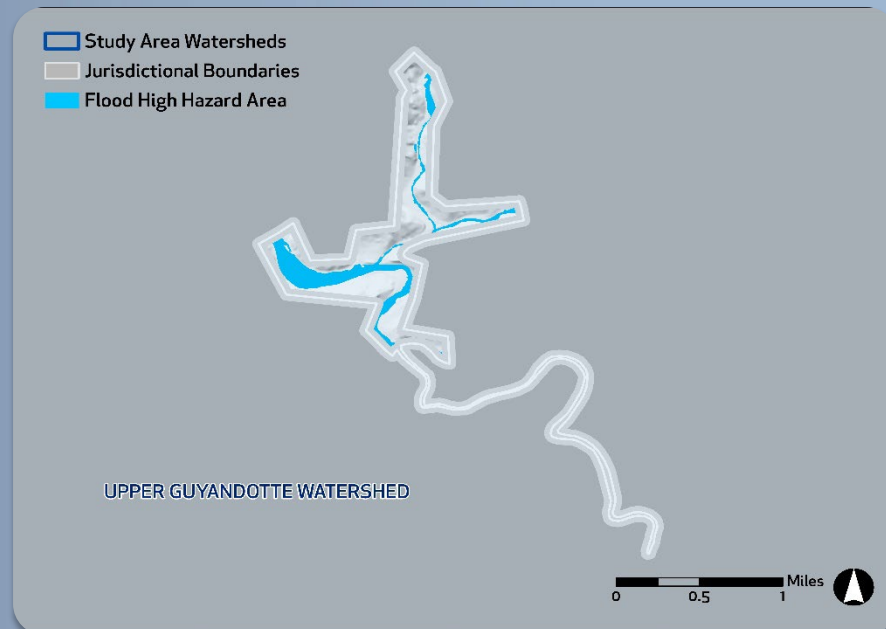 Study Area Watersheds
Jurisdictional Boundaries
Flood High Hazard Area
UPPER GUYANDOTTE WATERSHED
Miles
0 0.5 1